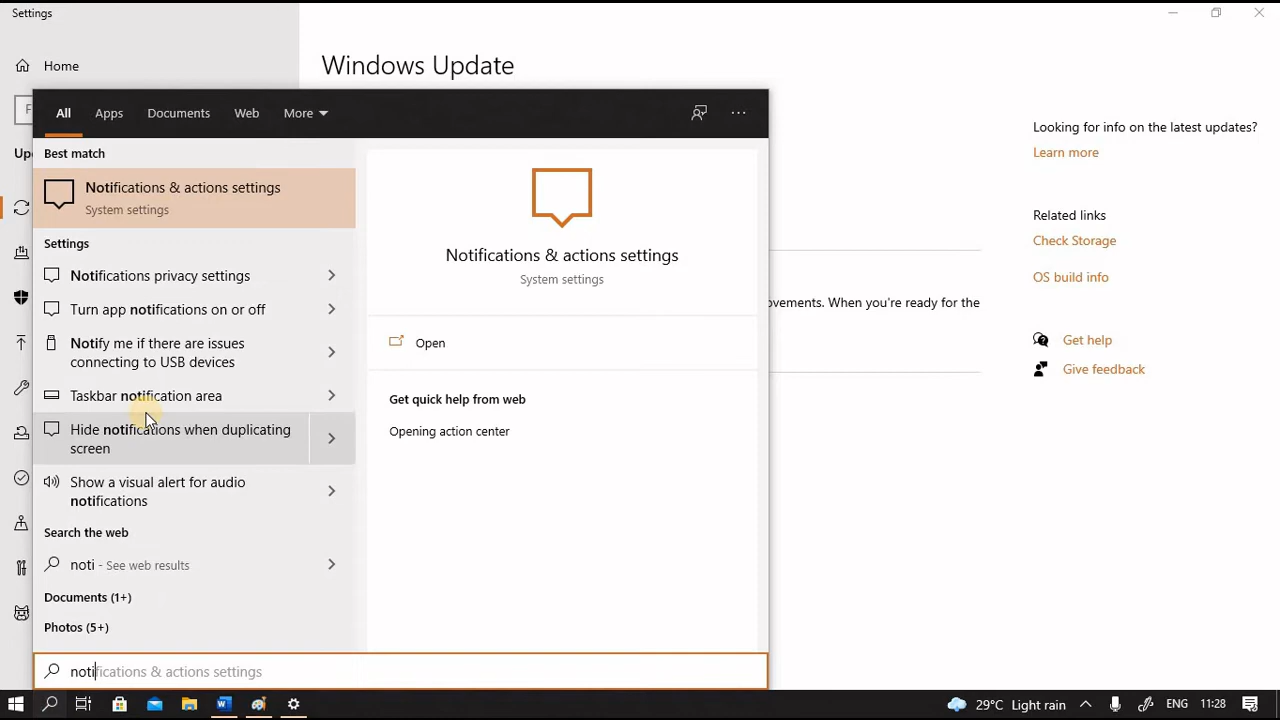 Settings
Home
Windows Update
F
All
Apps
Documents
Web
More
Looking for info on the latest updates?
Learn more
Up
Best match
Notifications & actions settings
System settings
Settings
Notifications privacy settings
Turn app notifications on or off
Notify me if there are issues
connecting to USB devices
Taskbar notification area
Hide notifications when duplicating
screen
Show a visual alert for audio
notifications
Search the web
noti - See web results
Documents (1+)
Photos (5+)
Notifications & actions settings
System settings
Open
Get quick help from web
Opening action center
Related links
Check Storage
OS build info
ovements. When you're ready for the
Get help
Give feedback
notifications & actions settings
29°C Light rain
ENG
11:28